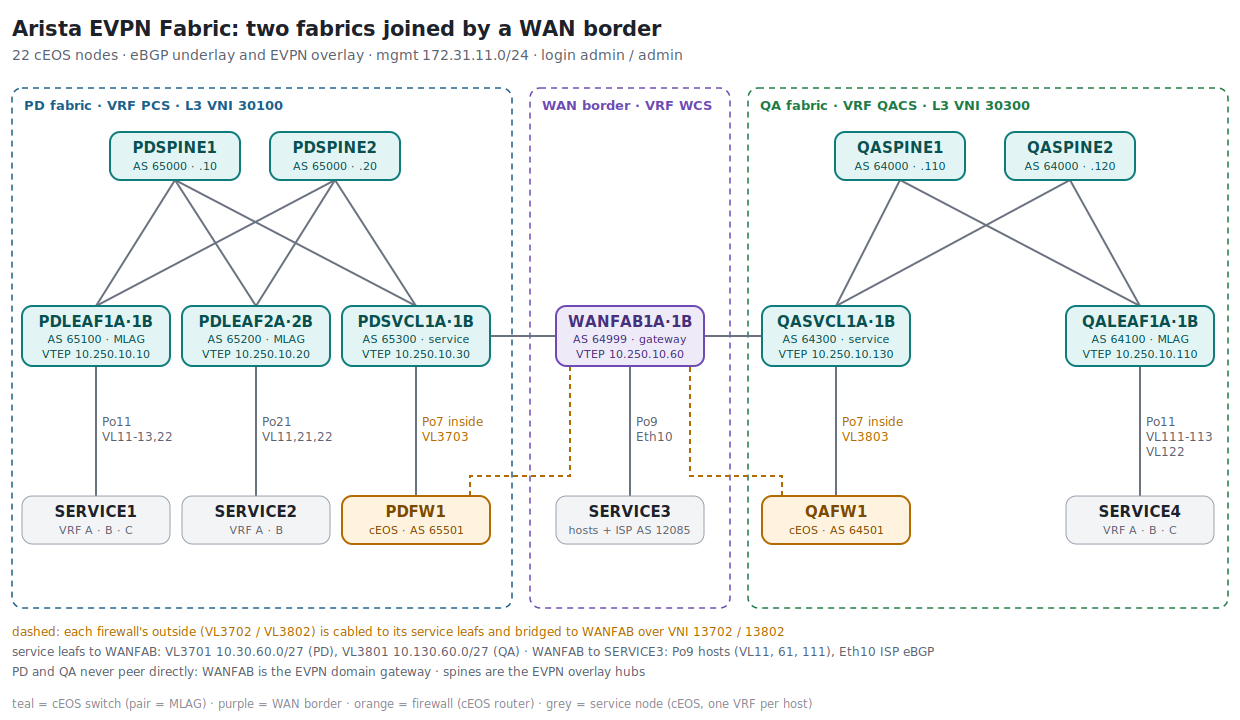 Arista EVPN Fabric: two fabrics joined by a WAN border
22 cEOS nodes · eBGP underlay and EVPN overlay · mgmt 172.31.11.0/24 · login admin / admin
PD fabric · VRF PCS · L3 VNI 30100
WAN border · VRF WCS
QA fabric · VRF QACS · L3 VNI 30300
PDSPINE1
AS 65000 · .10
PDSPINE2
AS 65000 · .20
QASPINE1
AS 64000 · .110
QASPINE2
AS 64000 · .120
PDLEAF1A·1B
AS 65100 · MLAG
VTEP 10.250.10.10
PDLEAF2A·2B
AS 65200 · MLAG
VTEP 10.250.10.20
PDSVCL1A·1B
AS 65300 · service
VTEP 10.250.10.30
WANFAB1A·1B
AS 64999 · gateway
VTEP 10.250.10.60
QASVCL1A·1B
AS 64300 · service
VTEP 10.250.10.130
QALEAF1A·1B
AS 64100 · MLAG
VTEP 10.250.10.110
Po11
VL11-13,22
Po21
VL11,21,22
Po7 inside
VL3703
Po9
Eth10
Po7 inside
VL3803
Po11
VL111-113
VL122
SERVICE1
VRF A · B · C
SERVICE2
VRF A · B
PDFW1
cEOS · AS 65501
SERVICE3
hosts + ISP AS 12085
QAFW1
cEOS · AS 64501
SERVICE4
VRF A · B · C
dashed: each firewall's outside (VL3702 / VL3802) is cabled to its service leafs and bridged to WANFAB over VNI 13702 / 13802
service leafs to WANFAB: VL3701 10.30.60.0/27 (PD), VL3801 10.130.60.0/27 (QA) · WANFAB to SERVICE3: Po9 hosts (VL11, 61, 111), Eth10 ISP eBGP
PD and QA never peer directly: WANFAB is the EVPN domain gateway · spines are the EVPN overlay hubs
teal = cEOS switch (pair = MLAG) · purple = WAN border · orange = firewall (cEOS router) · grey = service node (cEOS, one VRF per host)